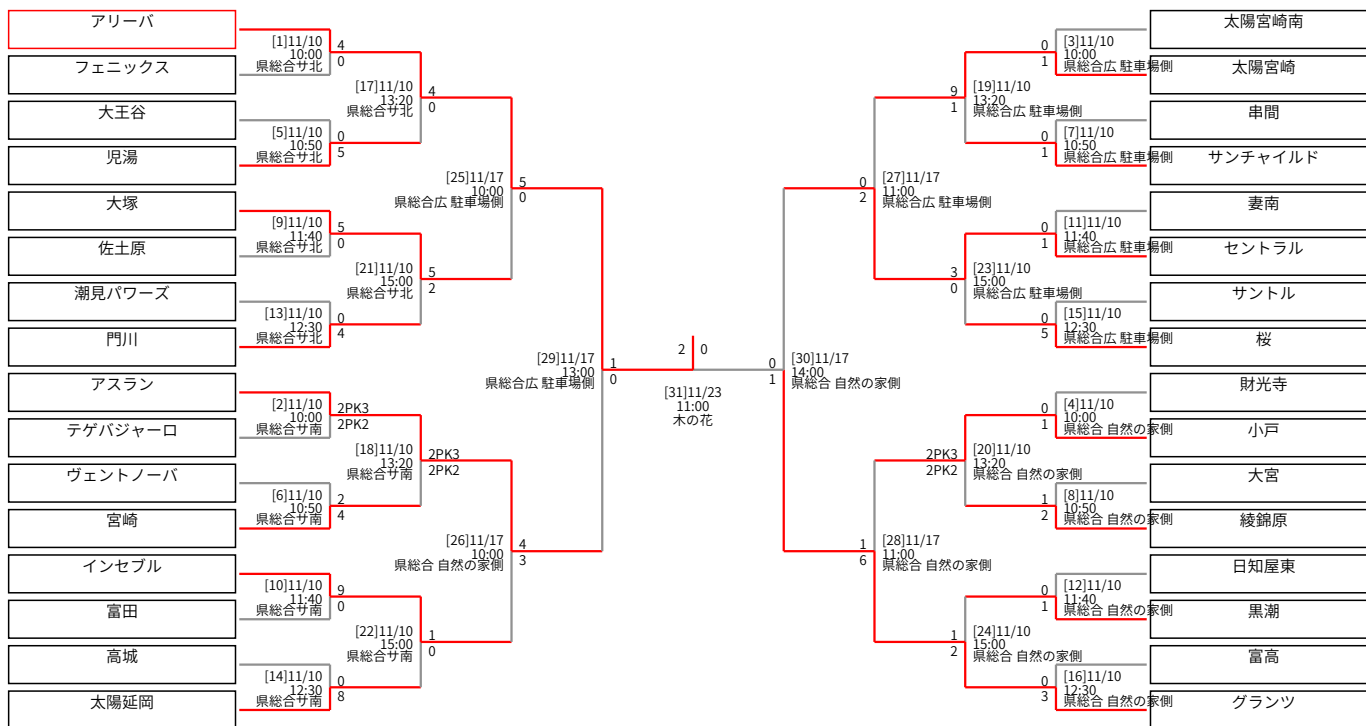 アリーバ
フェニックス
大王谷
児湯
大塚
佐土原
潮見パワーズ
門川
アスラン
テゲバジャーロ
ヴェントノーバ
宮崎
インセブル
富田
高城
太陽延岡
[1]11/10
10:00
県総合サ北
4
0
[5]11/10
10:50
県総合サ北
0
5
[9]11/10
11:40
県総合サ北
5
0
[13]11/10
12:30
県総合サ北
0
4
[2]11/10
10:00
県総合サ南
2PK3
2PK2
[6]11/10
10:50
県総合サ南
2
4
[10]11/10
11:40
県総合サ南
9
0
[14]11/10
12:30
県総合サ南
0
8
[17]11/10
13:20
県総合サ北
4
0
[21]11/10
15:00
県総合サ北
5
2
[18]11/10
13:20
県総合サ南
2PK3
2PK2
[22]11/10
15:00
県総合サ南
1
0
[25]11/17
10:00
県総合広 駐車場側
5
0
[26]11/17
10:00
県総合 自然の家側
4
3
[29]11/17
13:00
県総合広 駐車場側
1
0
2
0
[31]11/23
11:00
木の花
0
1
[30]11/17
14:00
県総合 自然の家側
0
2
[27]11/17
11:00
県総合広 駐車場側
1
6
[28]11/17
11:00
県総合 自然の家側
9
1
[19]11/10
13:20
県総合広 駐車場側
3
0
[23]11/10
15:00
県総合広 駐車場側
2PK3
2PK2
[20]11/10
13:20
県総合 自然の家側
1
2
[24]11/10
15:00
県総合 自然の家側
0
1
[3]11/10
10:00
県総合広 駐車場側
0
1
[7]11/10
10:50
県総合広 駐車場側
0
1
[11]11/10
11:40
県総合広 駐車場側
0
5
[15]11/10
12:30
県総合広 駐車場側
0
1
[4]11/10
10:00
県総合 自然の家側
1
2
[8]11/10
10:50
県総合 自然の家側
0
1
[12]11/10
11:40
県総合 自然の家側
0
3
[16]11/10
12:30
県総合 自然の家側
太陽宮崎南
太陽宮崎
串間
サンチャイルド
妻南
セントラル
サントル
桜
財光寺
小戸
大宮
綾錦原
日知屋東
黒潮
富高
グランツ